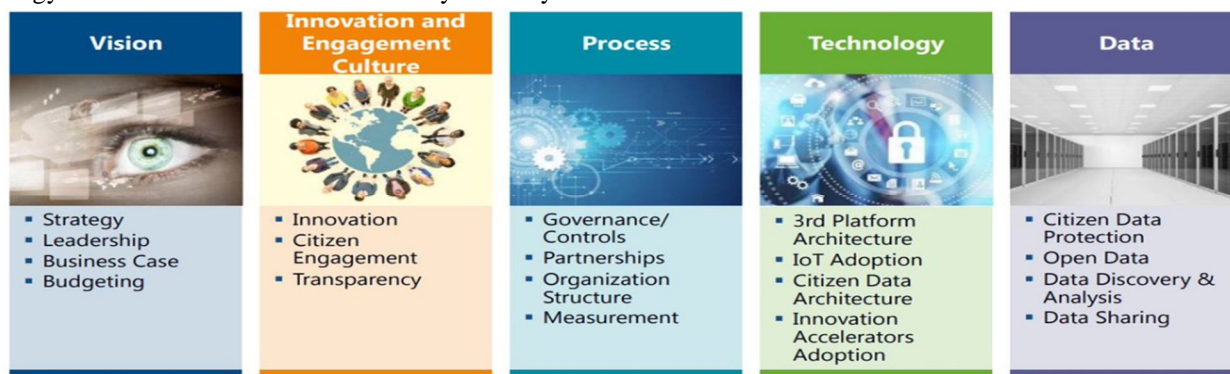 Vision
Strategy
Leadership
Business Case
Budgeting
Innovation and
Engagement
Culture
Innovation
Citizen
Engagement
Transparency
Process
Governance/
Controls
Partnerships
Organization
Structure
Measurement
Technology
3rd Platform
Architecture
IoT Adoption
Citizen Data
Architecture
Innovation
Accelerators
Adoption
Data
Citizen Data
Protection
Open Data
Data Discovery &
Analysis
Data Sharing